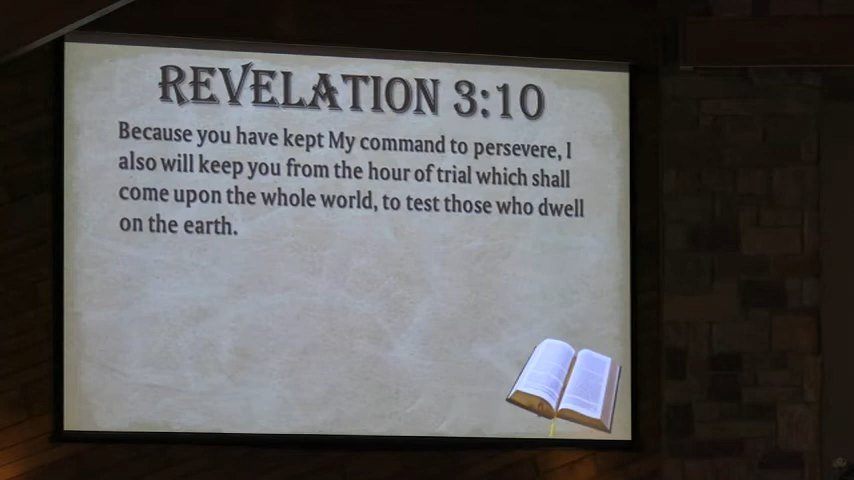 REVELATION 3:10
Because you have kept My command to persevere, I
also will keep you from the hour of trial which shall
come upon the whole world, to test those who dwell
on the earth.